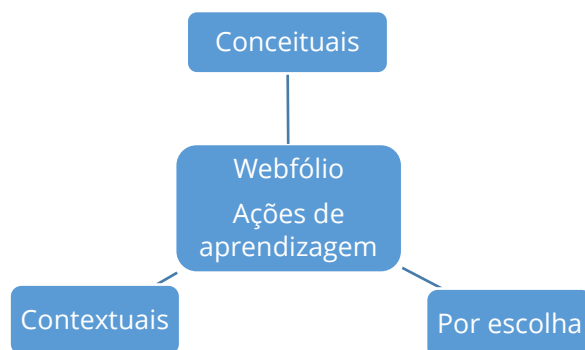 Conceituais
Webfólio
Ações de
aprendizagem
Contextuais
Por escolha